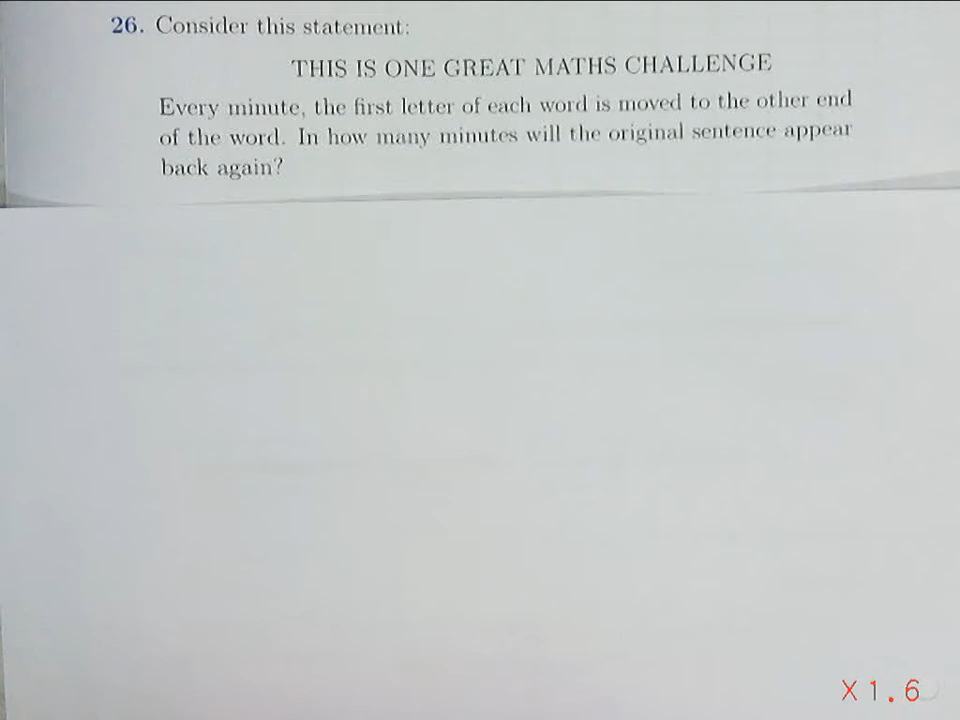 26. Consider this statement:
THIS IS ONE GREAT MATHS CHALLENGE
Every minute, the first letter of each word is moved to the other end
of the word. In how many minutes will the original sentence appear
back again?
X1.6